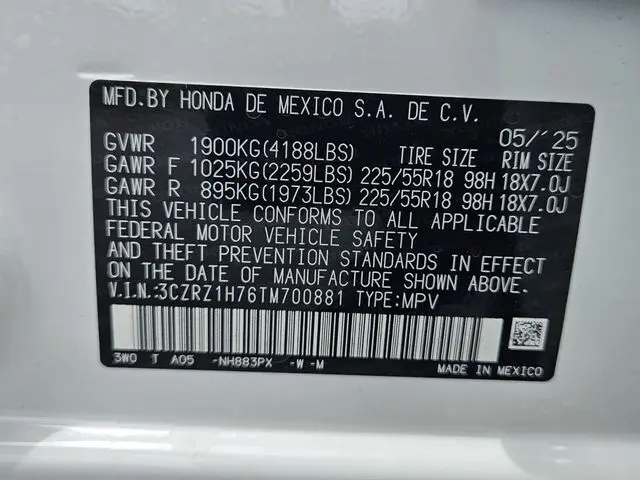 MFD.BY HONDA DE MEXICO S.A. DE C.V.
05/'25
GVWR 1900KG(4188LBS) TIRE SIZE RIM SIZE
GAWR F 1025KG(2259LBS) 225/55R18 98H 18X7.0J
GAWR R 895KG(1973LBS) 225/55R18 98H 18X7.0J
THIS VEHICLE CONFORMS TO ALL APPLICABLE
FEDERAL MOTOR VEHICLE SAFETY
AND THEFT PREVENTION STANDARDS IN EFFECT
ON THE DATE OF MANUFACTURE SHOWN ABOVE.
V.I.N.:3CZRZ1H76TM700881 TYPE:MPV
3W0 T A05 -NH883PX -W -M
MADE IN MEXICO